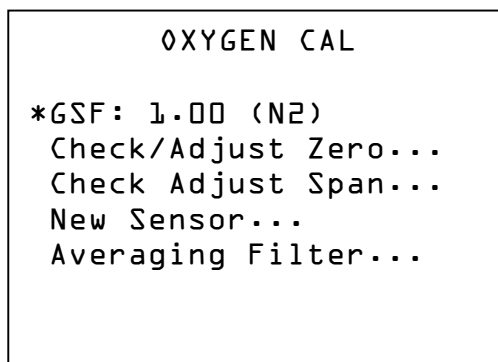 OXYGEN CAL
*GSF: 1.00 (N2)
Check/Adjust Zero...
Check Adjust Span...
New Sensor...
Averaging Filter...